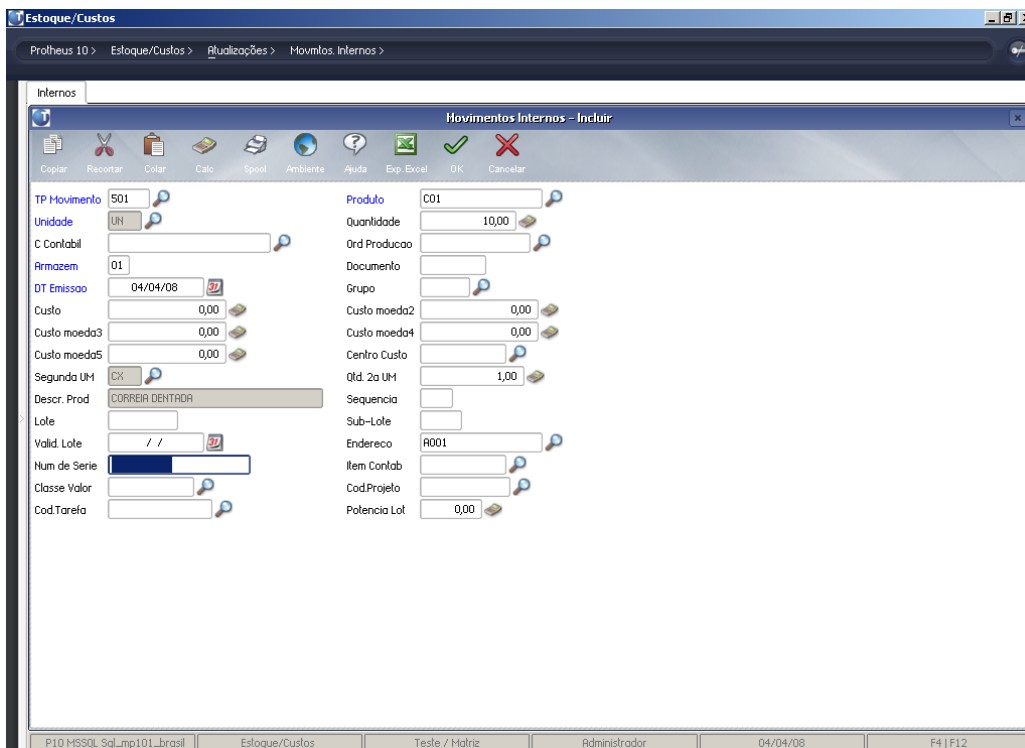 Estoque/Custos
Protheus 10 > Estoque/Custos > Atualizações > Movmtos. Internos >
Internos
Movimentos Internos - Incluir
Copiar Recortar Colar Calc Spool Ambiente Ajuda Exp.Excel OK Cancelar
TP Movimento 501 Produto C01
Unidade UN Quantidade 10,00
C Contabil Ord Producao
Armazem 01 Documento
DT Emissao 04/04/08 31 Grupo
Custo 0,00 Custo moeda2 0,00
Custo moeda3 0,00 Custo moeda4 0,00
Custo moeda5 0,00 Centro Custo
Segunda UM CX Qtd. 2a UM 1,00
Descr. Prod CORREIA DENTADA Sequencia
Lote Sub-Lote
Valid. Lote / / 31 Endereco A001
Num de Serie Item Contab
Classe Valor Cod.Projeto
Cod.Tarefa Potencia Lot 0,00
P10 MSSQL Sql_mp101_brasil Estoque/Custos Teste / Matriz Administrador 04/04/08 F4 | F12